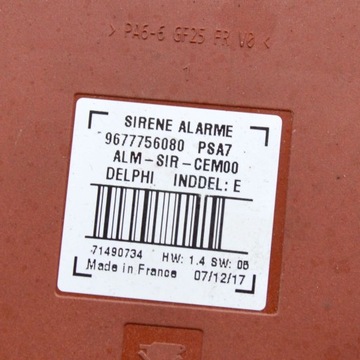 > PA6-6 GF25 FR V0 <
SIRENE ALARME
9677756080 PSA7
ALM-SIR-CEM00
DELPHI INDDEL: E
71490734 HW: 1.4 SW: 05
Made in France 07/12/17